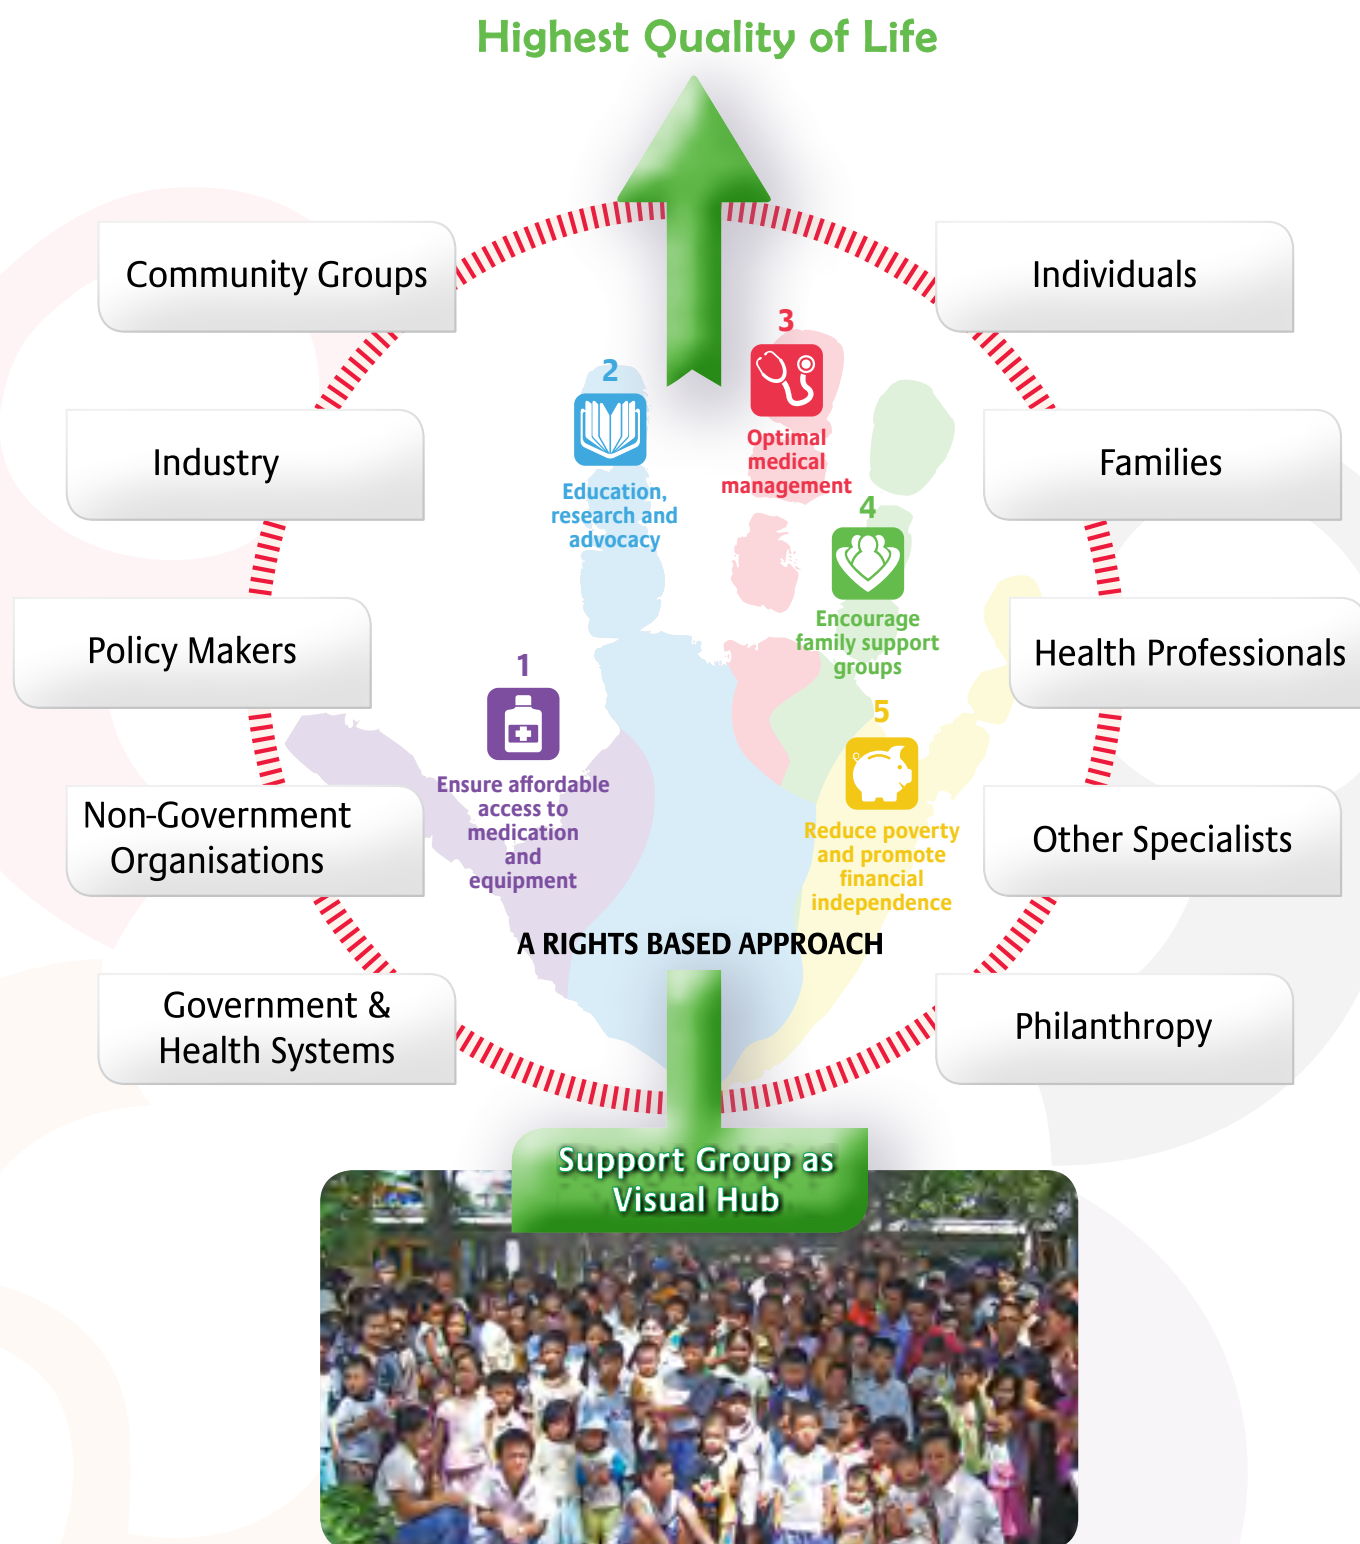 Highest Quality of Life
Community Groups
Individuals
Industry
Families
Policy Makers
Health Professionals
Non-Government
Organisations
Other Specialists
Government &
Health Systems
Philanthropy
1
Ensure affordable
access to
medication
and
equipment
2
Education,
research and
advocacy
3
Optimal
medical
management
4
Encourage
family support
groups
5
Reduce poverty
and promote
financial
independence
A RIGHTS BASED APPROACH
Support Group as
Visual Hub